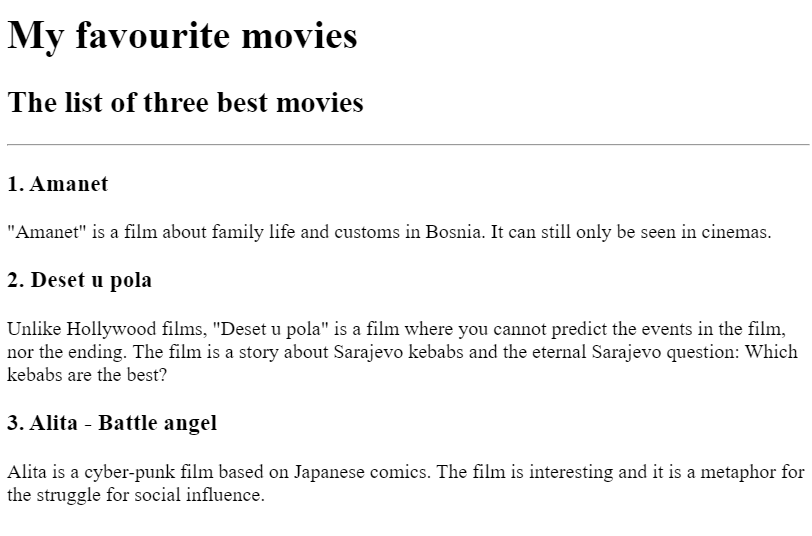 My favourite movies
The list of three best movies
1. Amanet
"Amanet" is a film about family life and customs in Bosnia. It can still only be seen in cinemas.
2. Deset u pola
Unlike Hollywood films, "Deset u pola" is a film where you cannot predict the events in the film,
nor the ending. The film is a story about Sarajevo kebabs and the eternal Sarajevo question: Which
kebabs are the best?
3. Alita - Battle angel
Alita is a cyber-punk film based on Japanese comics. The film is interesting and it is a metaphor for
the struggle for social influence.